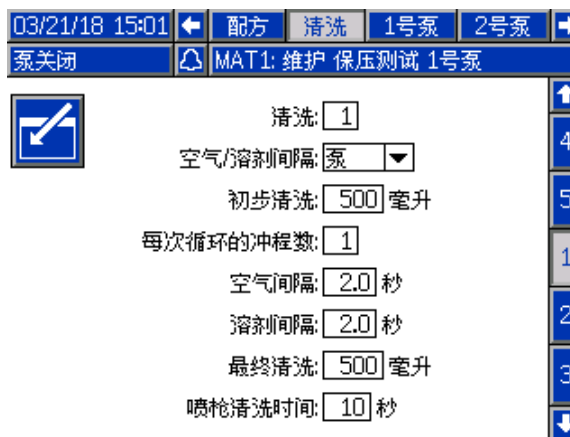 03/21/18 15:01 配方 清洗 1号泵 2号泵
泵关闭 MAT1: 维护 保压测试 1号泵
清洗: 1
空气/溶剂间隔: 泵
初步清洗: 500 毫升
每次循环的冲程数: 1
空气间隔: 2.0 秒
溶剂间隔: 2.0 秒
最终清洗: 500 毫升
喷枪清洗时间: 10 秒
4
5
1
2
3